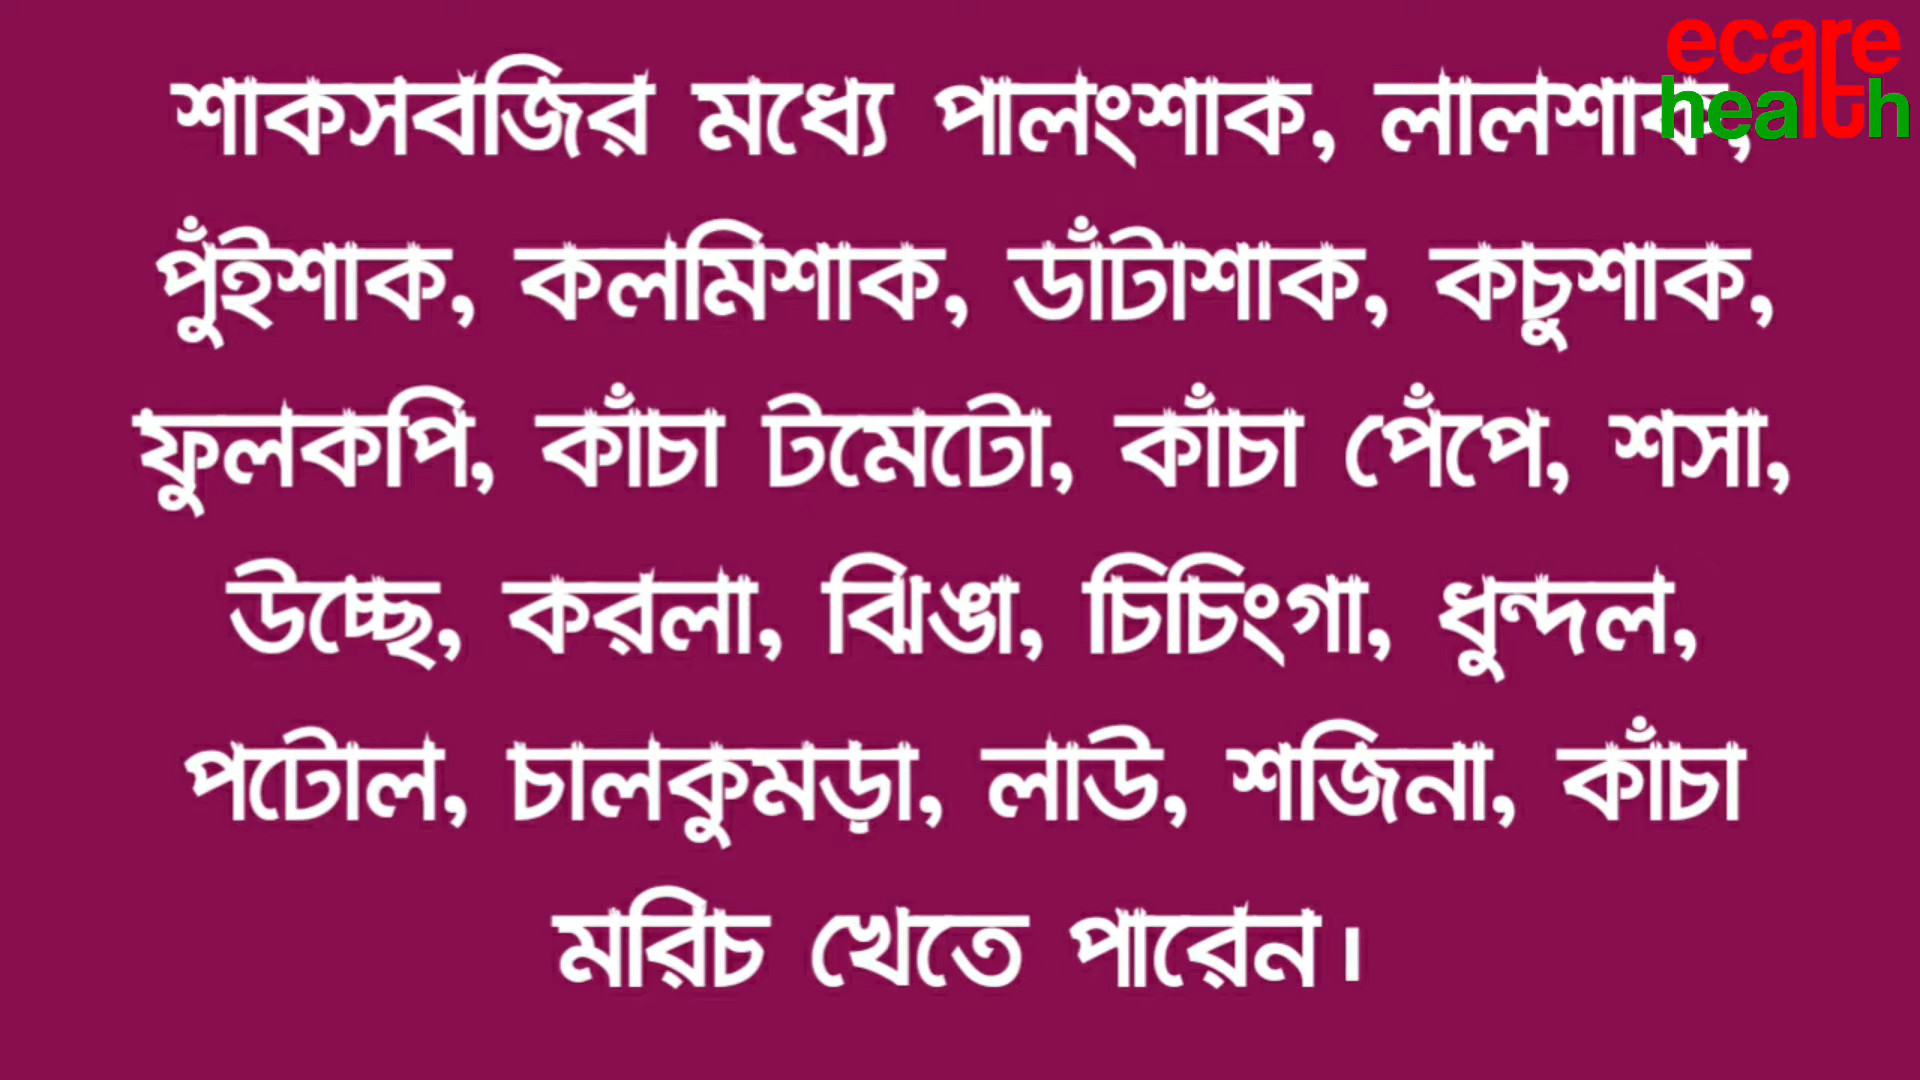 শাকসবজির মধ্যে পালংশাক, লালশাক,
পুঁইশাক, কলমিশাক, ডাঁটাশাক, কচুশাক,
ফুলকপি, কাঁচা টমেটো, কাঁচা পেঁপে, শসা,
উচ্ছে, করলা, ঝিঙা, চিচিংগা, ধুন্দল,
পটোল, চালকুমড়া, লাউ, শজিনা, কাঁচা
মরিচ খেতে পারেন।
ecare
health